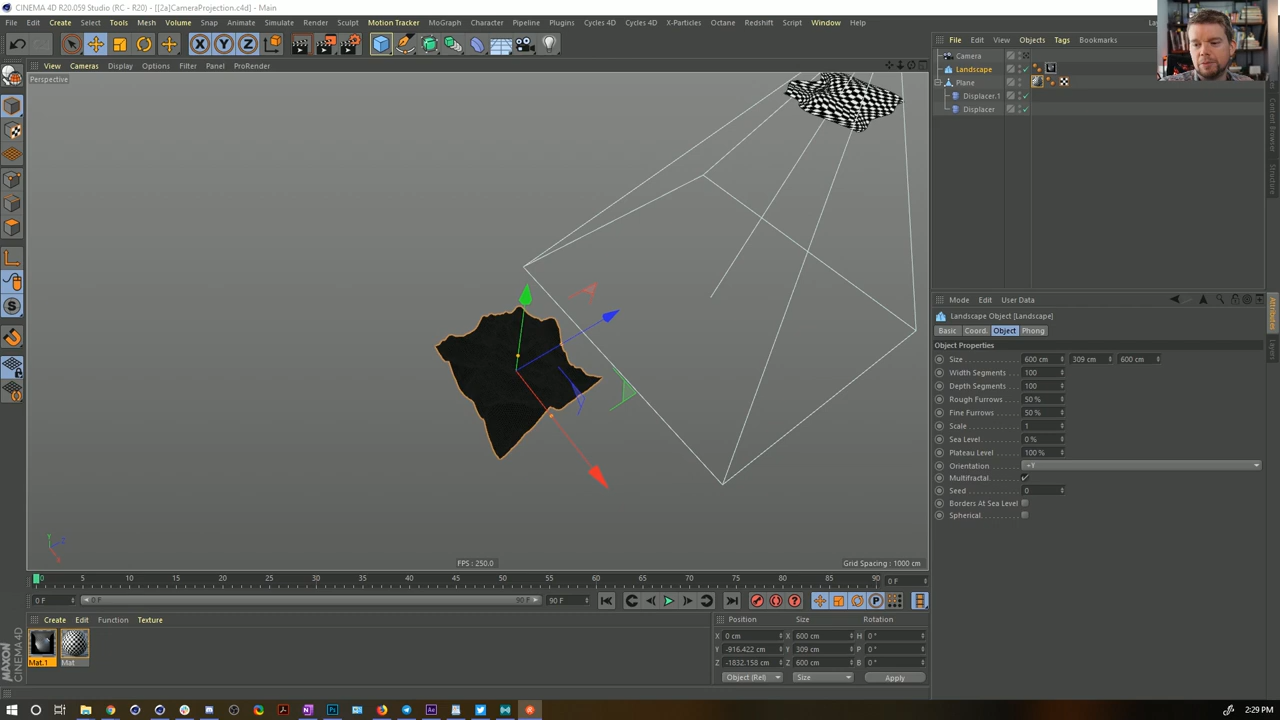 CINEMA 4D R20.059 Studio (RC - R20) - [[2a]CameraProjection.c4d] - Main
File Edit Create Select Tools Mesh Volume Snap Animate Simulate Render Sculpt Motion Tracker MoGraph Character Pipeline Plugins Cycles 4D Cycles 4D X-Particles Octane Redshift Script Window Help
X Y Z
View Cameras Display Options Filter Panel ProRender
Perspective
FPS : 250.0
Grid Spacing : 1000 cm
0 5 10 15 20 25 30 35 40 45 50 55 60 65 70 75 80 85 90 0 F
0 F 0 F 90 F 90 F
Create Edit Function Texture
Mat.1 Mat
MAXON CINEMA 4D
Position Size Rotation
X 0 cm X 600 cm H 0 °
Y -916.422 cm Y 309 cm P 0 °
Z -1832.158 cm Z 600 cm B 0 °
Object (Rel) Size Apply
File Edit View Objects Tags Bookmarks
Camera
Landscape
Plane
Displacer.1
Displacer
Content Browser
Structure
Mode Edit User Data
Landscape Object [Landscape]
Basic Coord. Object Phong
Object Properties
Size 600 cm 309 cm 600 cm
Width Segments . . . 100
Depth Segments . . . 100
Rough Furrows . . . 50 %
Fine Furrows . . . . 50 %
Scale . . . . . . . . 1
Sea Level . . . . . . 0 %
Plateau Level . . . . 100 %
Orientation . . . . . +Y
Multifractal. . . . . .
Seed . . . . . . . . 0
Borders At Sea Level
Spherical. . . . . . .
Attributes
Layers
2:29 PM